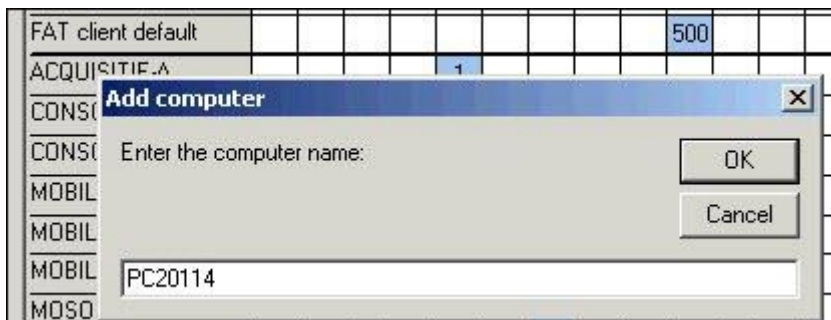 FAT client default 500
ACQUISITIE-A 1
Add computer
CONS
CONS
Enter the computer name:
OK
MOBIL
Cancel
MOBIL
MOBIL
PC20114
MOSO